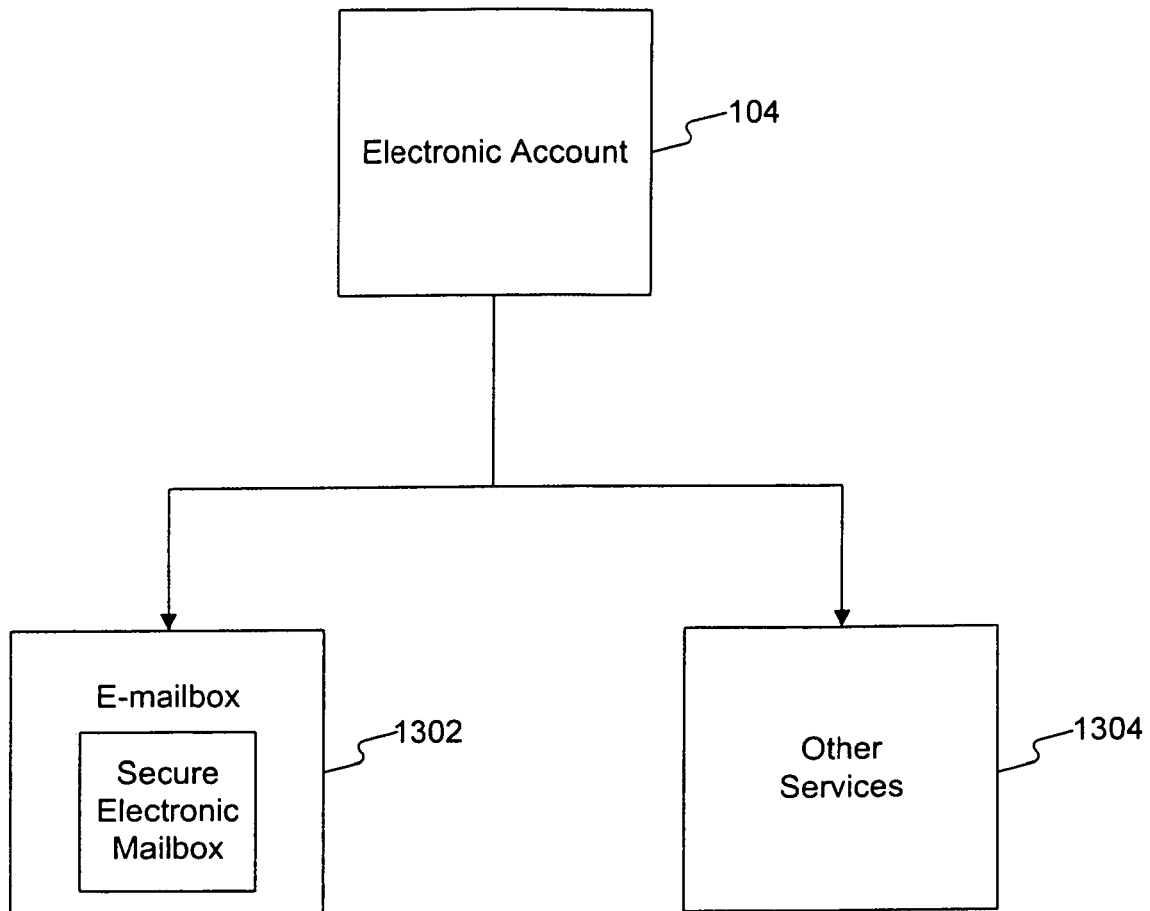 104
Electronic Account
E-mailbox
1302
Secure
Electronic
Mailbox
1304
Other
Services